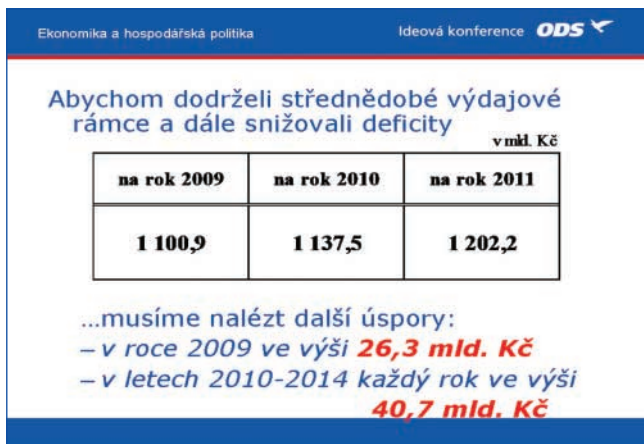 Ekonomika a hospodářská politika
Ideová konference ODS
Abychom dodrželi střednědobé výdajové
rámce a dále snižovali deficity
v mld. Kč
na rok 2009 na rok 2010 na rok 2011
1 100,9 1 137,5 1 202,2
...musíme nalézt další úspory:
– v roce 2009 ve výši 26,3 mld. Kč
– v letech 2010-2014 každý rok ve výši
40,7 mld. Kč